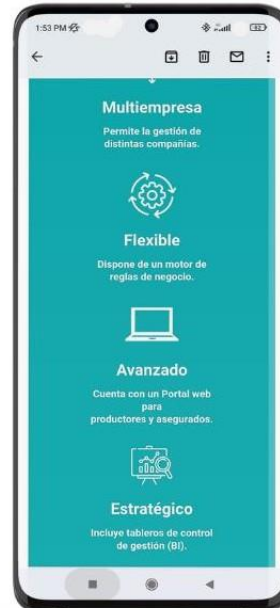 1:53 PM
Multiempresa
Permite la gestión de
distintas compañías.
Flexible
Dispone de un motor de
reglas de negocio.
Avanzado
Cuenta con un Portal web
para
productores y asegurados.
Estratégico
Incluye tableros de control
de gestión (BI).